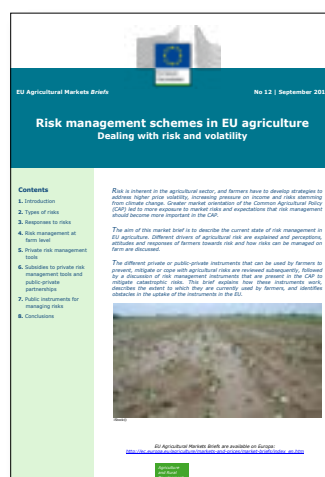 EU Agricultural Markets Briefs
No 12 | September 201
Risk management schemes in EU agriculture
Dealing with risk and volatility
Contents
1. Introduction
2. Types of risks
3. Responses to risks
4. Risk management at
farm level
5. Private risk management
tools
6. Subsidies to private risk
management tools and
public-private
partnerships
7. Public instruments for
managing risks
8. Conclusions
Risk is inherent in the agricultural sector, and farmers have to develop strategies to
address higher price volatility, increasing pressure on income and risks stemming
from climate change. Greater market orientation of the Common Agricultural Policy
(CAP) led to more exposure to market risks and expectations that risk management
should become more important in the CAP.
The aim of this market brief is to describe the current state of risk management in
EU agriculture. Different drivers of agricultural risk are explained and perceptions,
attitudes and responses of farmers towards risk and how risks can be managed on
farm are discussed.
The different private or public-private instruments that can be used by farmers to
prevent, mitigate or cope with agricultural risks are reviewed subsequently, followed
by a discussion of risk management instruments that are present in the CAP to
mitigate catastrophic risks. This brief explains how these instruments work,
describes the extent to which they are currently used by farmers, and identifies
obstacles in the uptake of the instruments in the EU.
EU Agricultural Markets Briefs are available on Europa:
http://ec.europa.eu/agriculture/markets-and-prices/market-briefs/index_en.htm
Agriculture
and Rural